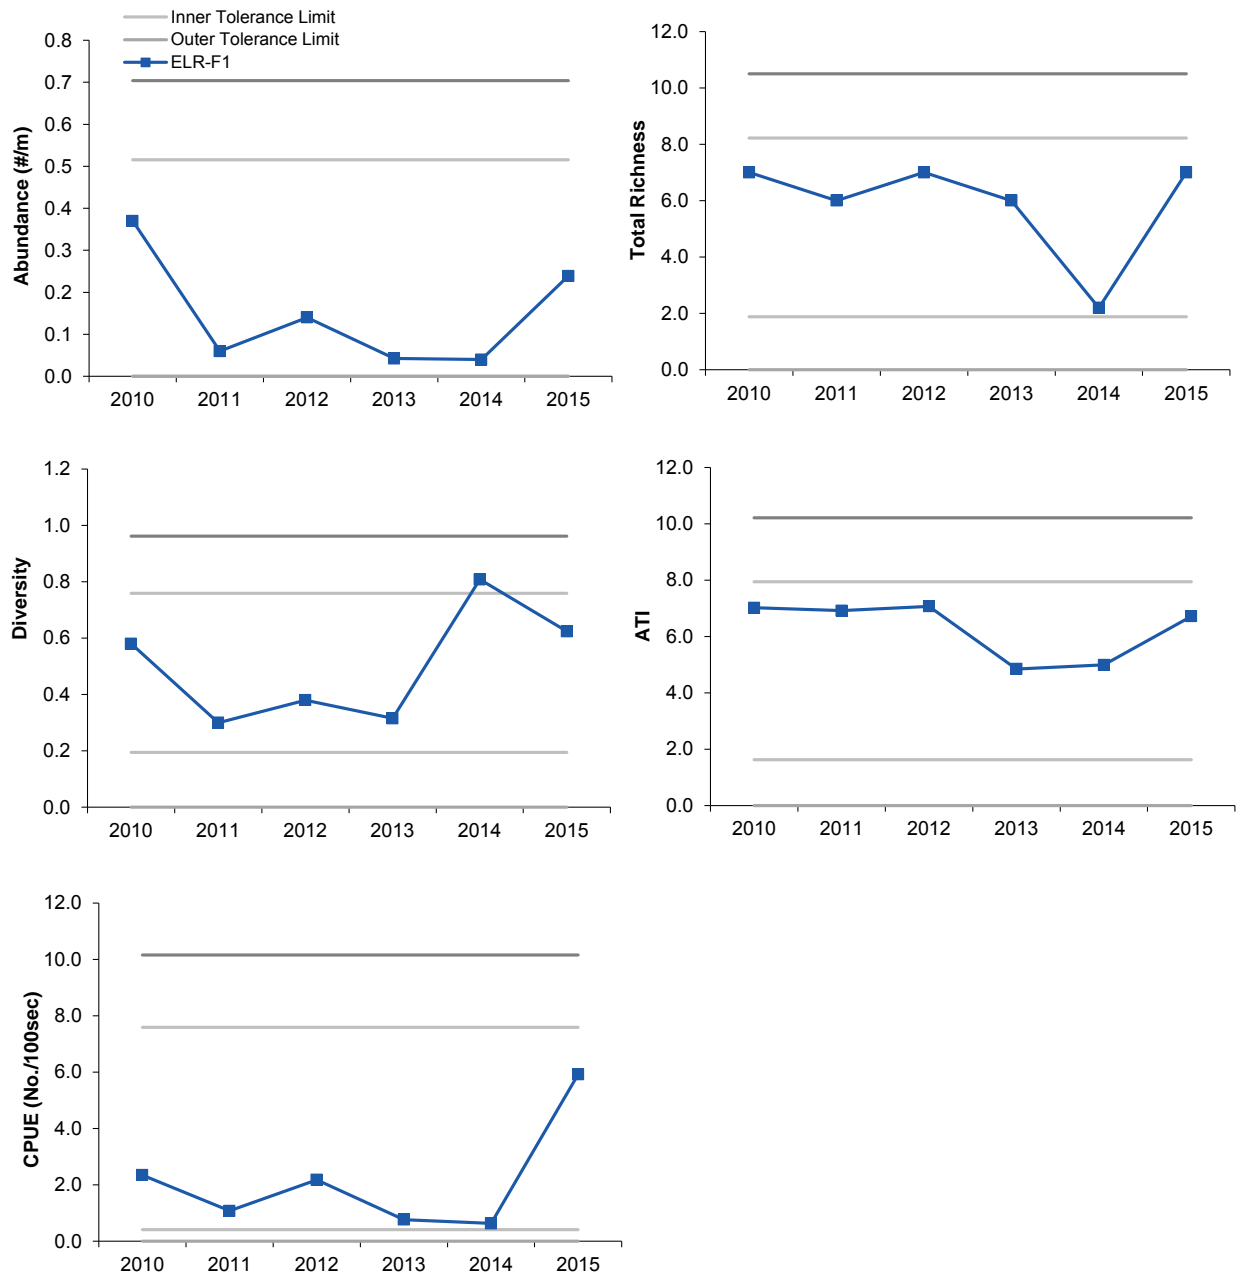 Inner Tolerance Limit
Outer Tolerance Limit
ELR-F1
Abundance (#/m)
0.8
0.7
0.6
0.5
0.4
0.3
0.2
0.1
0.0
2010 2011 2012 2013 2014 2015
Total Richness
12.0
10.0
8.0
6.0
4.0
2.0
0.0
2010 2011 2012 2013 2014 2015
Diversity
1.2
1.0
0.8
0.6
0.4
0.2
0.0
2010 2011 2012 2013 2014 2015
ATI
12.0
10.0
8.0
6.0
4.0
2.0
0.0
2010 2011 2012 2013 2014 2015
CPUE (No./100sec)
12.0
10.0
8.0
6.0
4.0
2.0
0.0
2010 2011 2012 2013 2014 2015